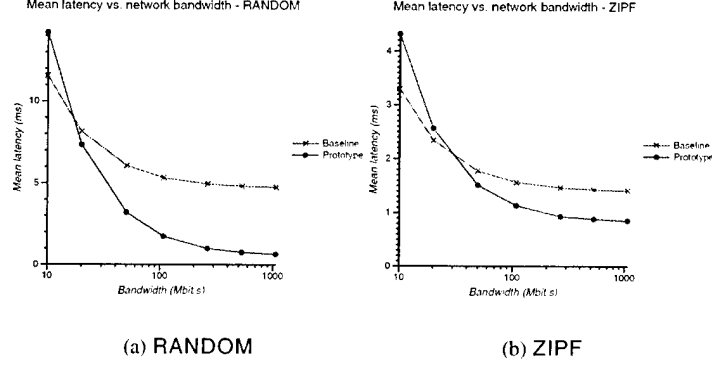 Mean latency vs. network bandwidth - RANDOM
Mean latency (ms)
10
5
0
10
100
1000
Bandwidth (Mbit s)
Baseline
Prototype
(a) RANDOM
Mean latency vs. network bandwidth - ZIPF
Mean latency (ms)
4
3
2
1
0
10
100
1000
Bandwidth (Mbit s)
Baseline
Prototype
(b) ZIPF